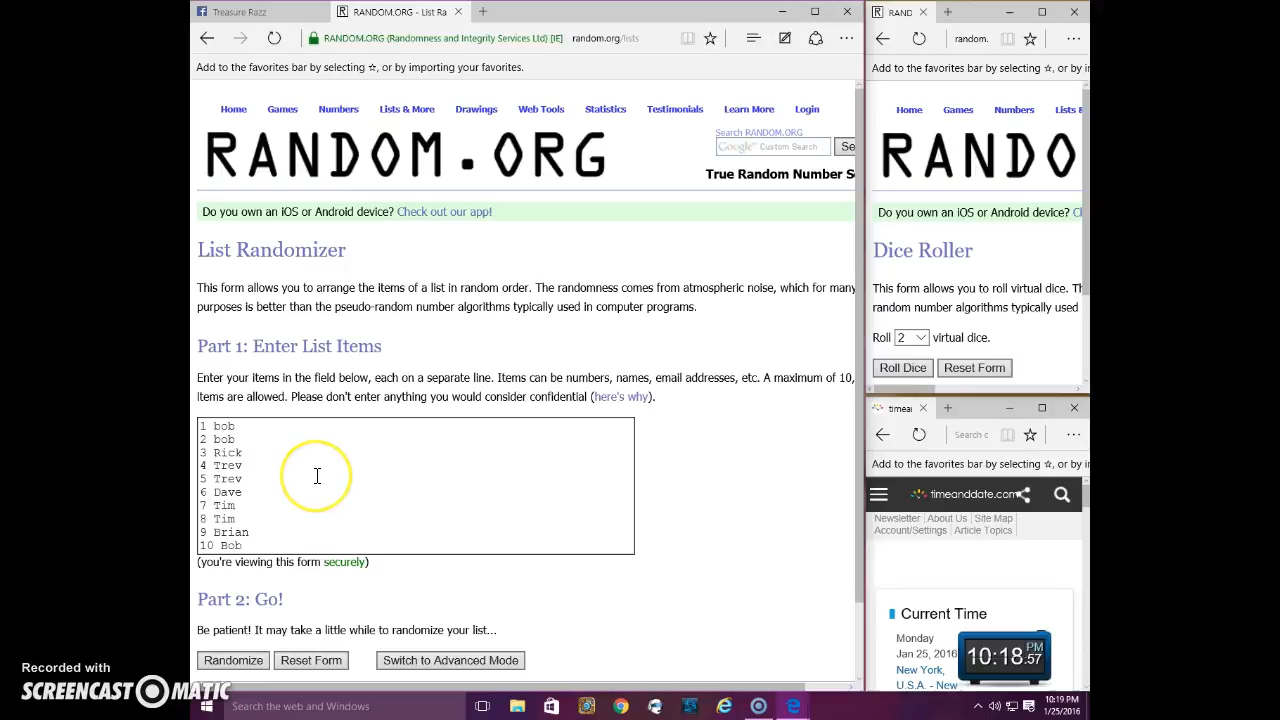 Treasure Razz
RANDOM.ORG - List Ra
RANDOM.ORG (Randomness and Integrity Services Ltd) [IE] random.org/lists
Add to the favorites bar by selecting ☆, or by importing your favorites.
Home Games Numbers Lists & More Drawings Web Tools Statistics Testimonials Learn More Login
RANDOM.ORG
Search RANDOM.ORG
Google™ Custom Search
Se
True Random Number S
Do you own an iOS or Android device? Check out our app!
List Randomizer
This form allows you to arrange the items of a list in random order. The randomness comes from atmospheric noise, which for many
purposes is better than the pseudo-random number algorithms typically used in computer programs.
Part 1: Enter List Items
Enter your items in the field below, each on a separate line. Items can be numbers, names, email addresses, etc. A maximum of 10,
items are allowed. Please don't enter anything you would consider confidential (here's why).
1 bob
2 bob
3 Rick
4 Trev
5 Trev
6 Dave
7 Tim
8 Tim
9 Brian
10 Bob
(you're viewing this form securely)
Part 2: Go!
Be patient! It may take a little while to randomize your list...
Randomize Reset Form Switch to Advanced Mode
RAND
random.
Add to the favorites bar by selecting ☆, or by i
Home Games Numbers Lists &
RANDO
Do you own an iOS or Android device? C
Dice Roller
This form allows you to roll virtual dice. T
random number algorithms typically used
Roll 2 virtual dice.
Roll Dice Reset Form
timea
Search c
Add to the favorites bar by selecting ☆, or by i
timeanddate.com
Newsletter About Us Site Map
Account/Settings Article Topics
Current Time
Monday
Jan 25, 2016
New York,
U.S.A. - New
10:18:57 PM
Recorded with
SCREENCAST-O-MATIC
Search the web and Windows
10:19 PM
1/25/2016